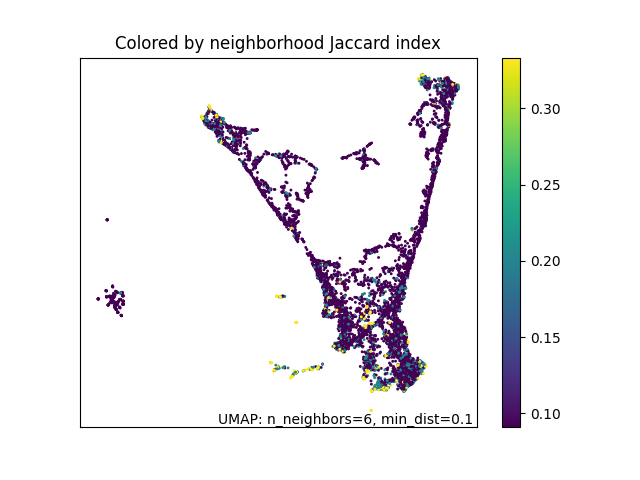 Colored by neighborhood Jaccard index
0.30
0.25
0.20
0.15
0.10
UMAP: n_neighbors=6, min_dist=0.1